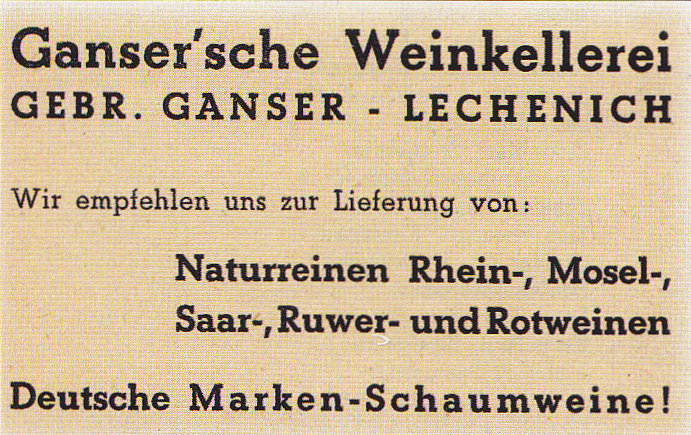 Ganser'sche Weinkellerei
GEBR. GANSER - LECHENICH
Wir empfehlen uns zur Lieferung von:
Naturreinen Rhein-, Mosel-,
Saar-, Ruwer- und Rotweinen
Deutsche Marken-Schaumweine!